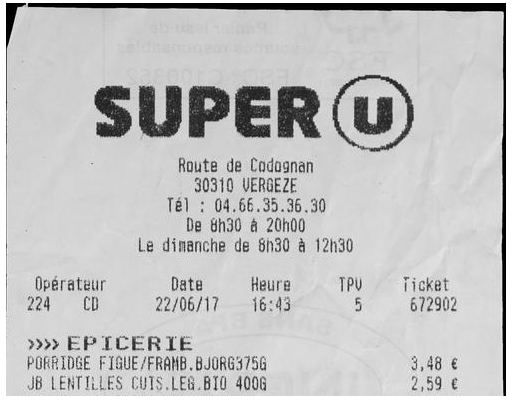 SUPER U
Route de Codognan
30310 VERGEZE
Tél : 04.66.35.36.30
De 8h30 à 20h00
Le dimanche de 8h30 à 12h30
Opérateur Date Heure TPV Ticket
224 CD 22/06/17 16:43 5 672902
»»» EPICERIE
PORRIDGE FIGUE/FRAMB.BJORG375G 3,48 €
JB LENTILLES CUIS.LEG.BIO 400G 2,59 €